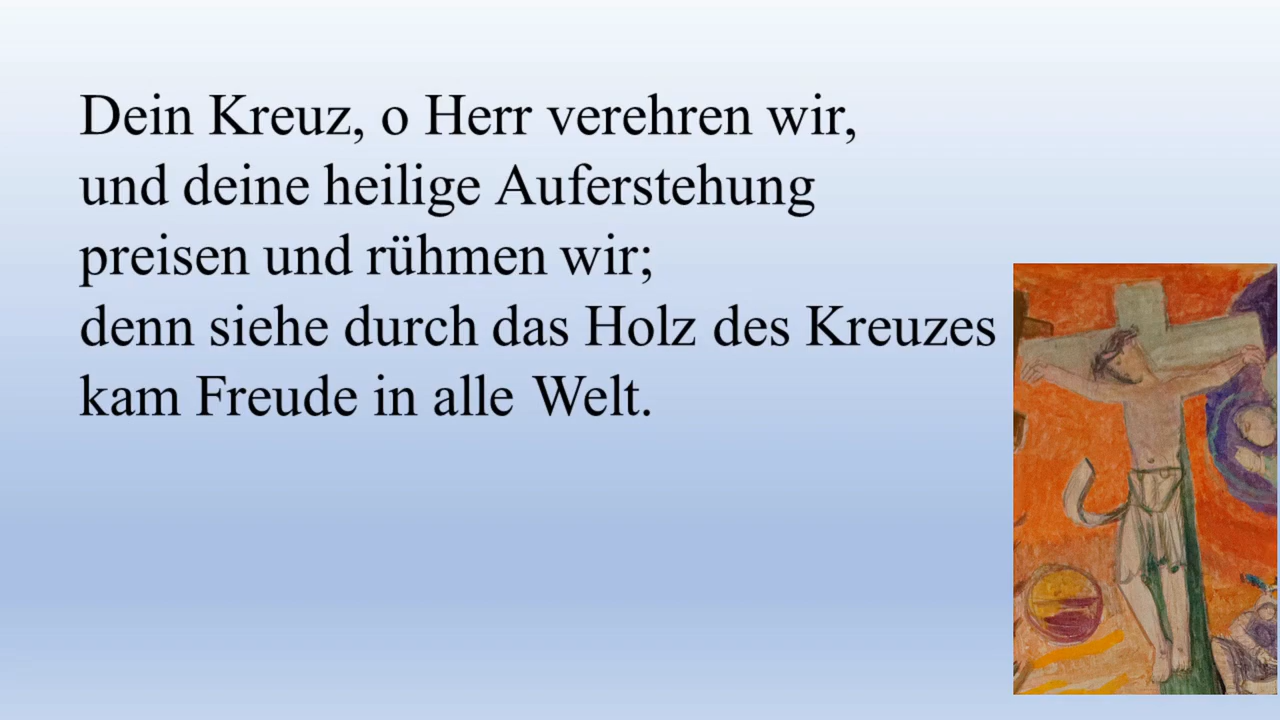 Dein Kreuz, o Herr verehren wir,
und deine heilige Auferstehung
preisen und rühmen wir;
denn siehe durch das Holz des Kreuzes
kam Freude in alle Welt.